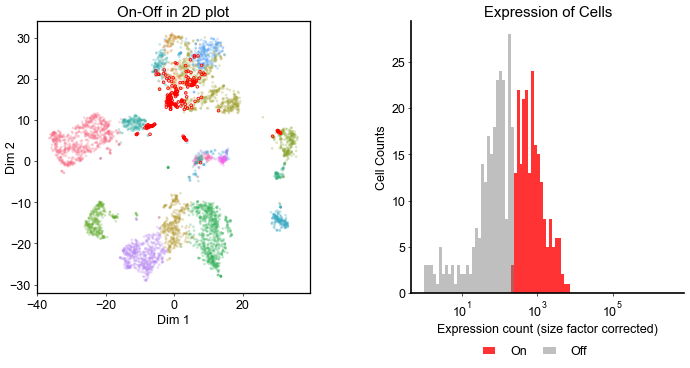 On-Off in 2D plot
Expression of Cells
Dim 2
30
20
10
0
−10
−20
−30
−40
−20
0
20
Dim 1
Cell Counts
25
20
15
10
5
0
10^1
10^3
10^5
Expression count (size factor corrected)
On
Off